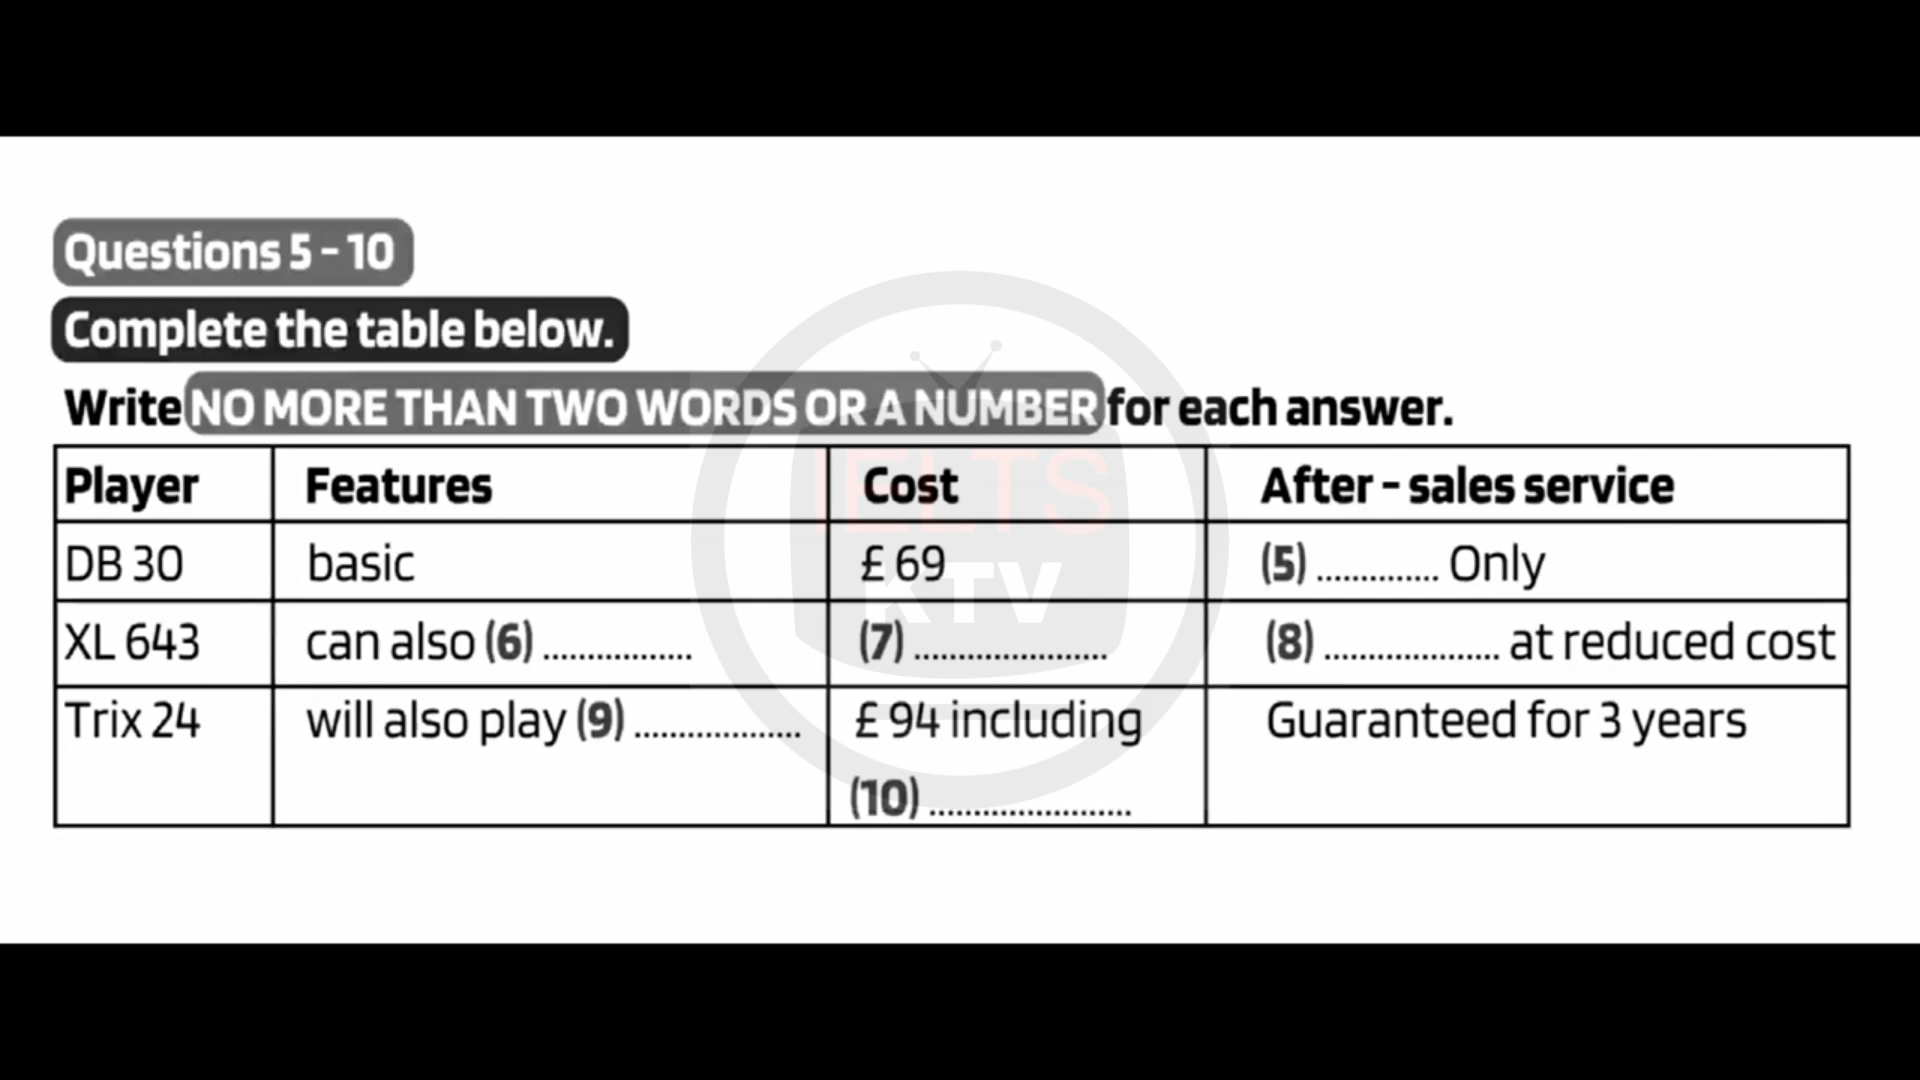 Questions 5 - 10
Complete the table below.
Write NO MORE THAN TWO WORDS OR A NUMBER for each answer.
Player Features Cost After - sales service
DB 30 basic £ 69 (5) .............. Only
XL 643 can also (6) ................. (7) ...................... (8) .................... at reduced cost
Trix 24 will also play (9) ................... £ 94 including Guaranteed for 3 years
(10) .......................
IELTS
KTV